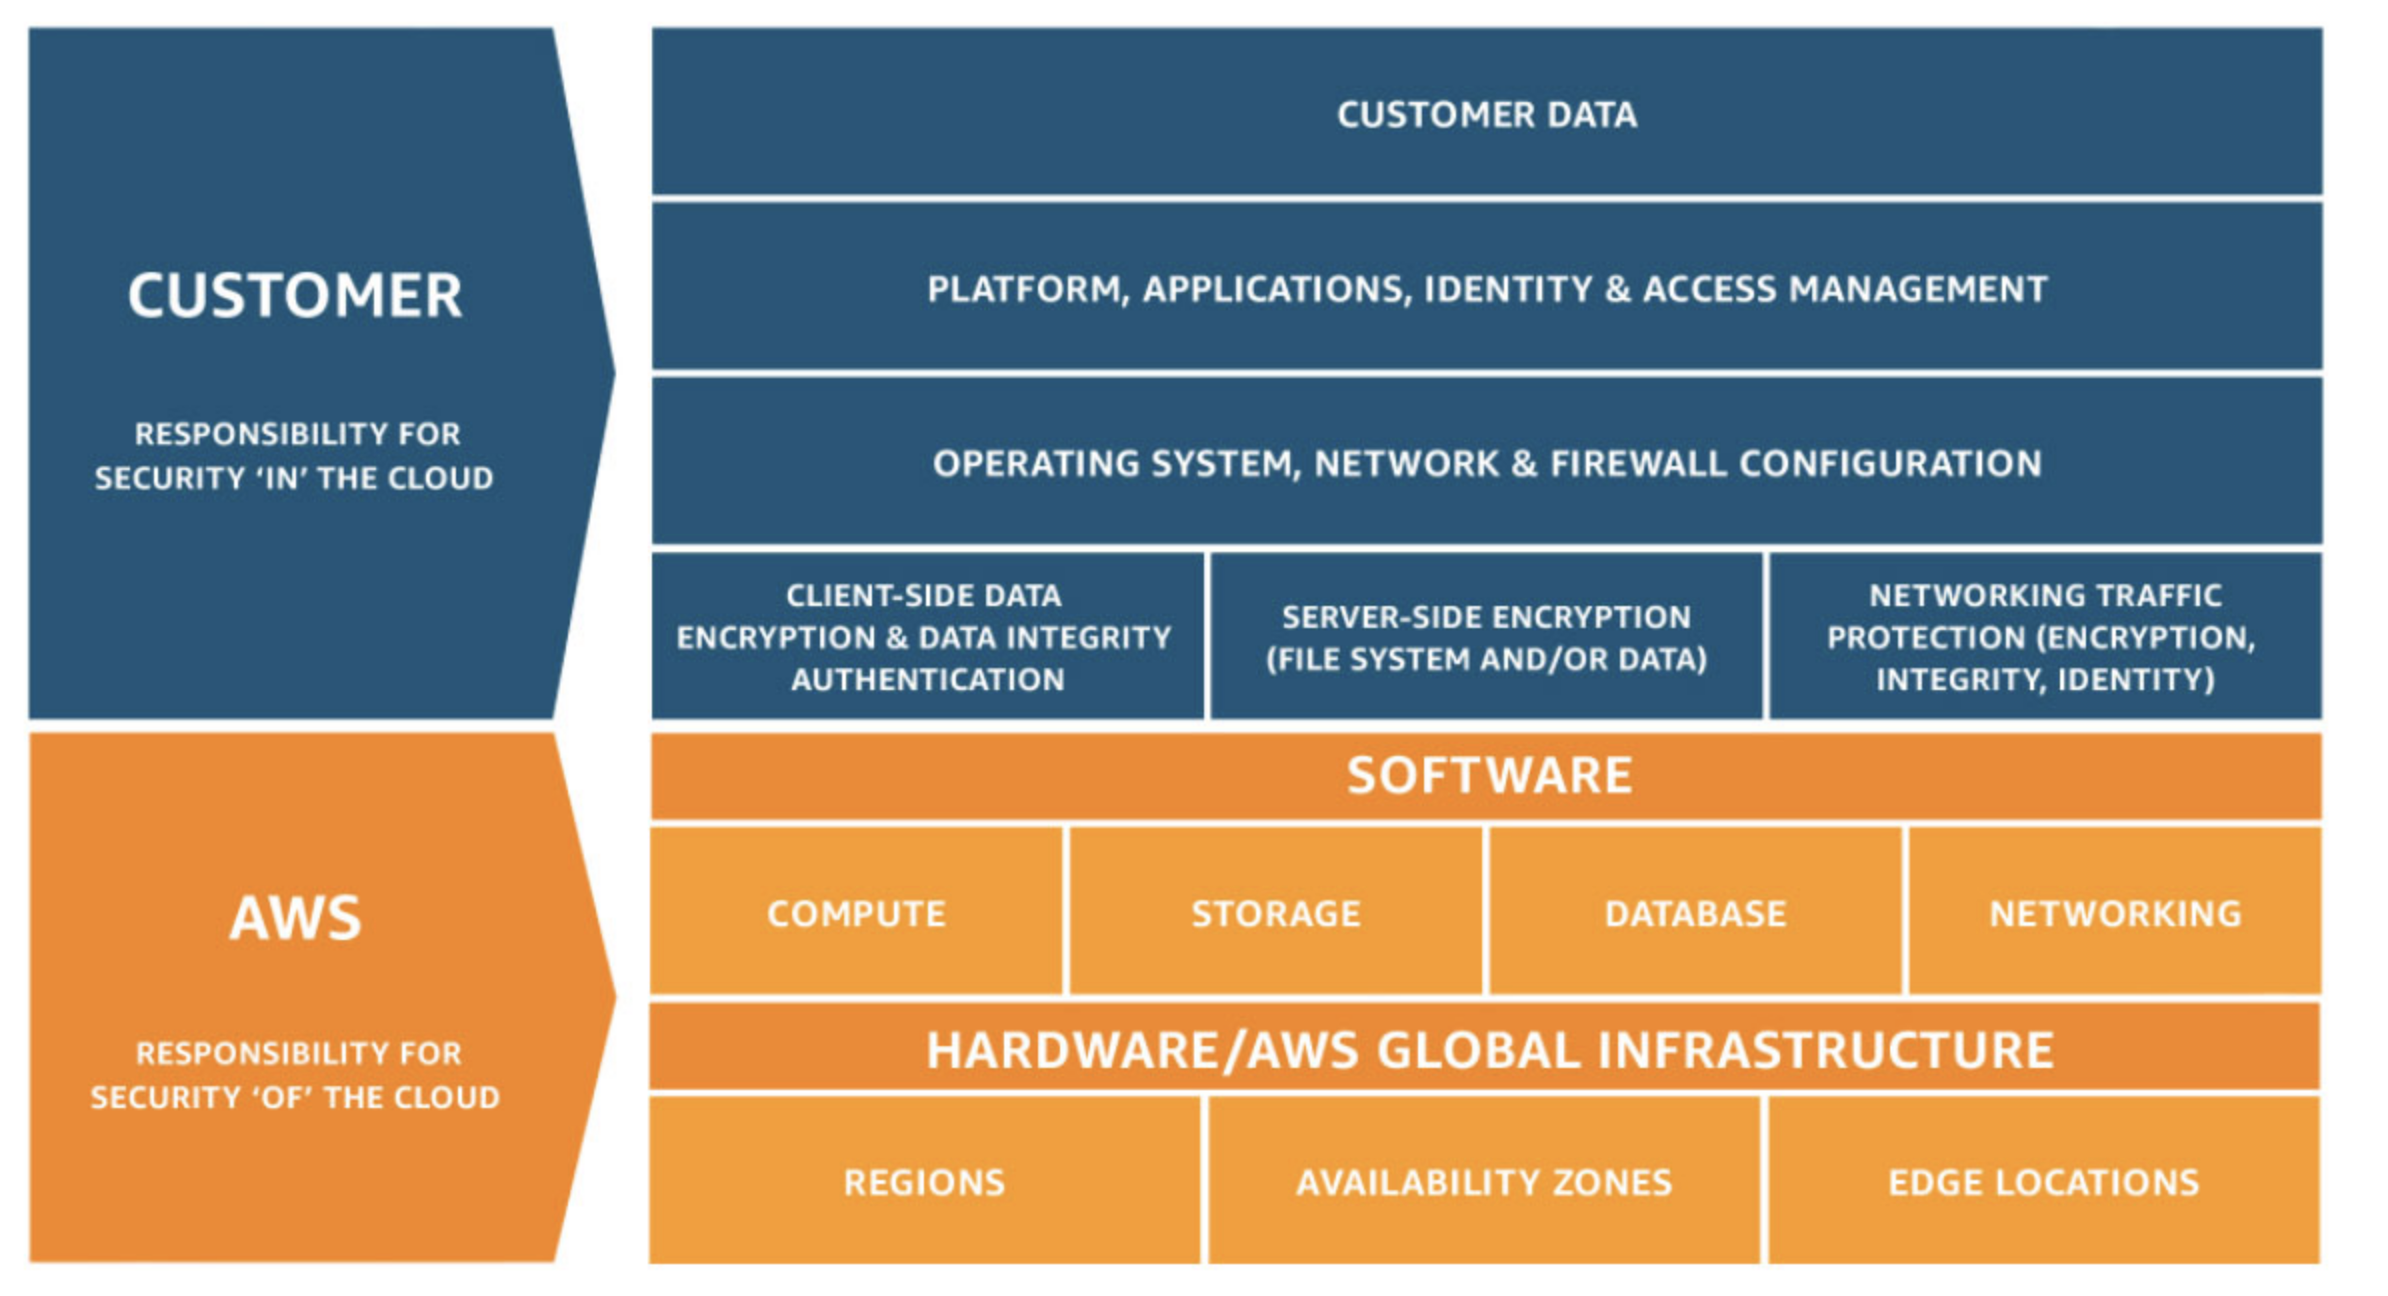 CUSTOMER
RESPONSIBILITY FOR
SECURITY ‘IN’ THE CLOUD
CUSTOMER DATA
PLATFORM, APPLICATIONS, IDENTITY & ACCESS MANAGEMENT
OPERATING SYSTEM, NETWORK & FIREWALL CONFIGURATION
CLIENT-SIDE DATA
ENCRYPTION & DATA INTEGRITY
AUTHENTICATION
SERVER-SIDE ENCRYPTION
(FILE SYSTEM AND/OR DATA)
NETWORKING TRAFFIC
PROTECTION (ENCRYPTION,
INTEGRITY, IDENTITY)
AWS
RESPONSIBILITY FOR
SECURITY ‘OF’ THE CLOUD
SOFTWARE
COMPUTE
STORAGE
DATABASE
NETWORKING
HARDWARE/AWS GLOBAL INFRASTRUCTURE
REGIONS
AVAILABILITY ZONES
EDGE LOCATIONS